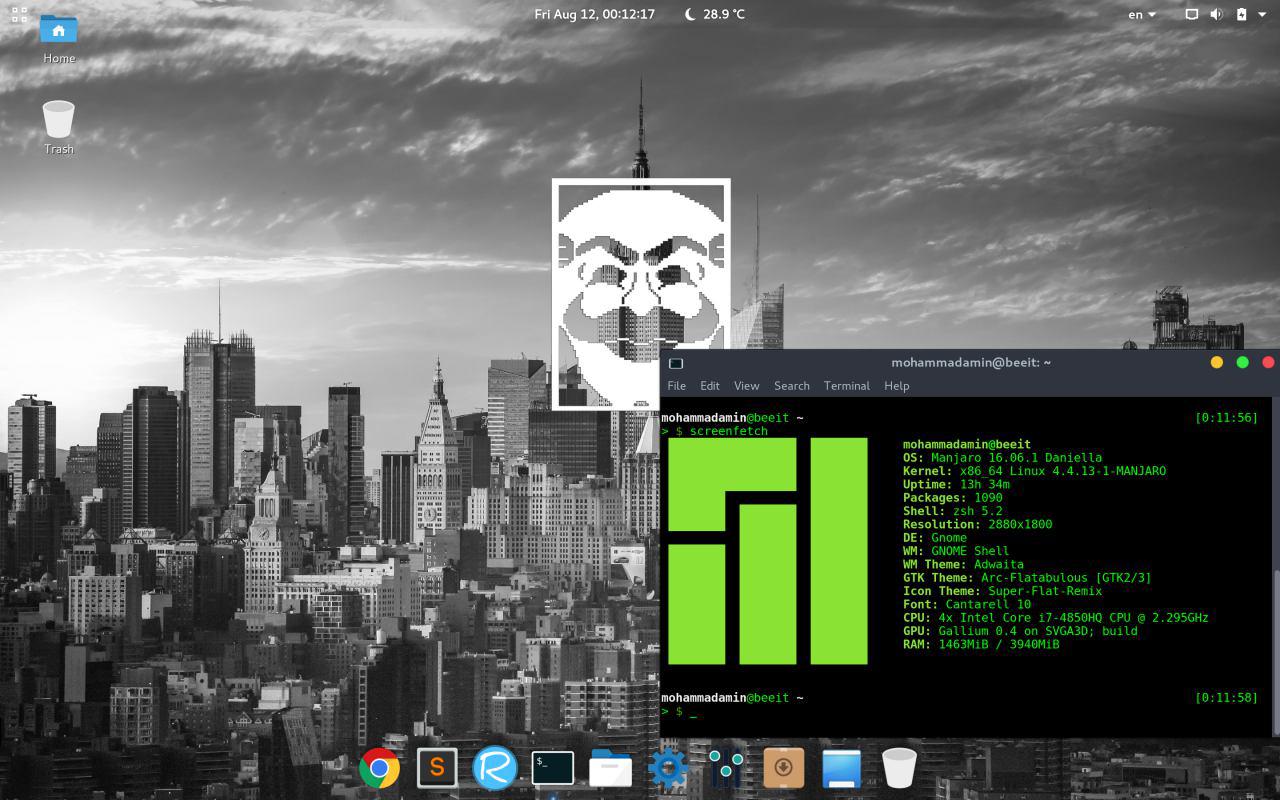 Fri Aug 12, 00:12:17 28.9 °C
en
Home
Trash
mohammadamin@beeit: ~
File Edit View Search Terminal Help
mohammadamin@beeit ~ [0:11:56]
> $ screenfetch
mohammadamin@beeit
OS: Manjaro 16.06.1 Daniella
Kernel: x86_64 Linux 4.4.13-1-MANJARO
Uptime: 13h 34m
Packages: 1090
Shell: zsh 5.2
Resolution: 2880x1800
DE: Gnome
WM: GNOME Shell
WM Theme: Adwaita
GTK Theme: Arc-Flatabulous [GTK2/3]
Icon Theme: Super-Flat-Remix
Font: Cantarell 10
CPU: 4x Intel Core i7-4850HQ CPU @ 2.295GHz
GPU: Gallium 0.4 on SVGA3D; build
RAM: 1463MiB / 3940MiB
mohammadamin@beeit ~ [0:11:58]
> $ _
S R $_